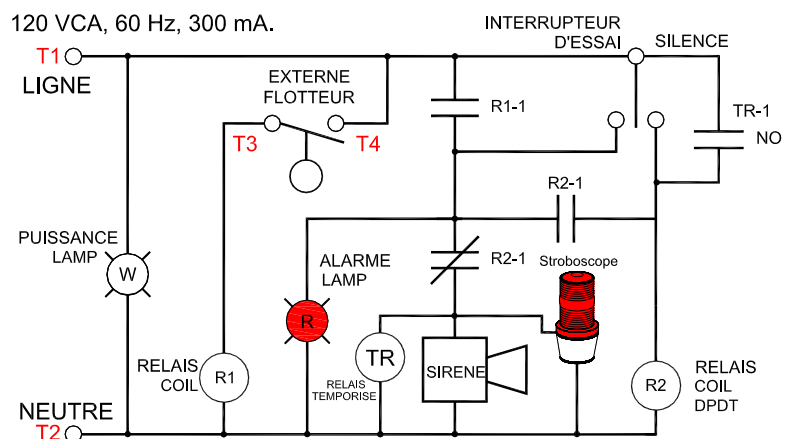 120 VCA, 60 Hz, 300 mA.
T1
LIGNE
EXTERNE
FLOTTEUR
T3
T4
R1-1
INTERRUPTEUR
D'ESSAI
SILENCE
TR-1
NO
R2-1
PUISSANCE
LAMP
W
ALARME
LAMP
R
R2-1
Stroboscope
RELAIS
COIL
R1
TR
RELAIS
TEMPORISE
SIRENE
R2
RELAIS
COIL
DPDT
NEUTRE
T2